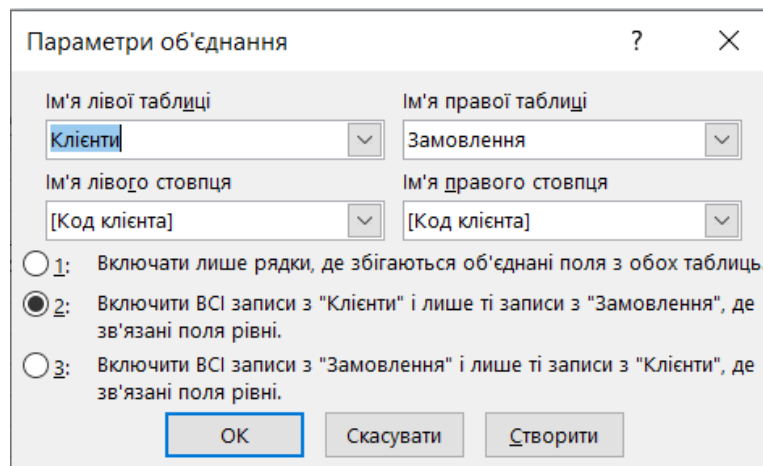 Параметри об'єднання ? ×
Ім'я лівої таблиці Ім'я правої таблиці
Клієнти Замовлення
Ім'я лівого стовпця Ім'я правого стовпця
[Код клієнта] [Код клієнта]
1: Включати лише рядки, де збігаються об'єднані поля з обох таблиць.
2: Включити ВСІ записи з "Клієнти" і лише ті записи з "Замовлення", де
зв'язані поля рівні.
3: Включити ВСІ записи з "Замовлення" і лише ті записи з "Клієнти", де
зв'язані поля рівні.
ОК Скасувати Створити